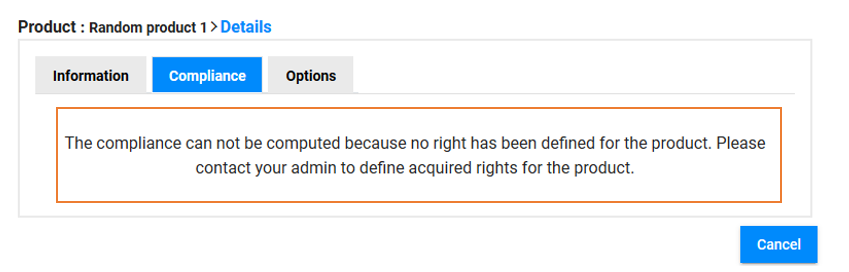 Product : Random product 1 > Details
Information Compliance Options
The compliance can not be computed because no right has been defined for the product. Please
contact your admin to define acquired rights for the product.
Cancel